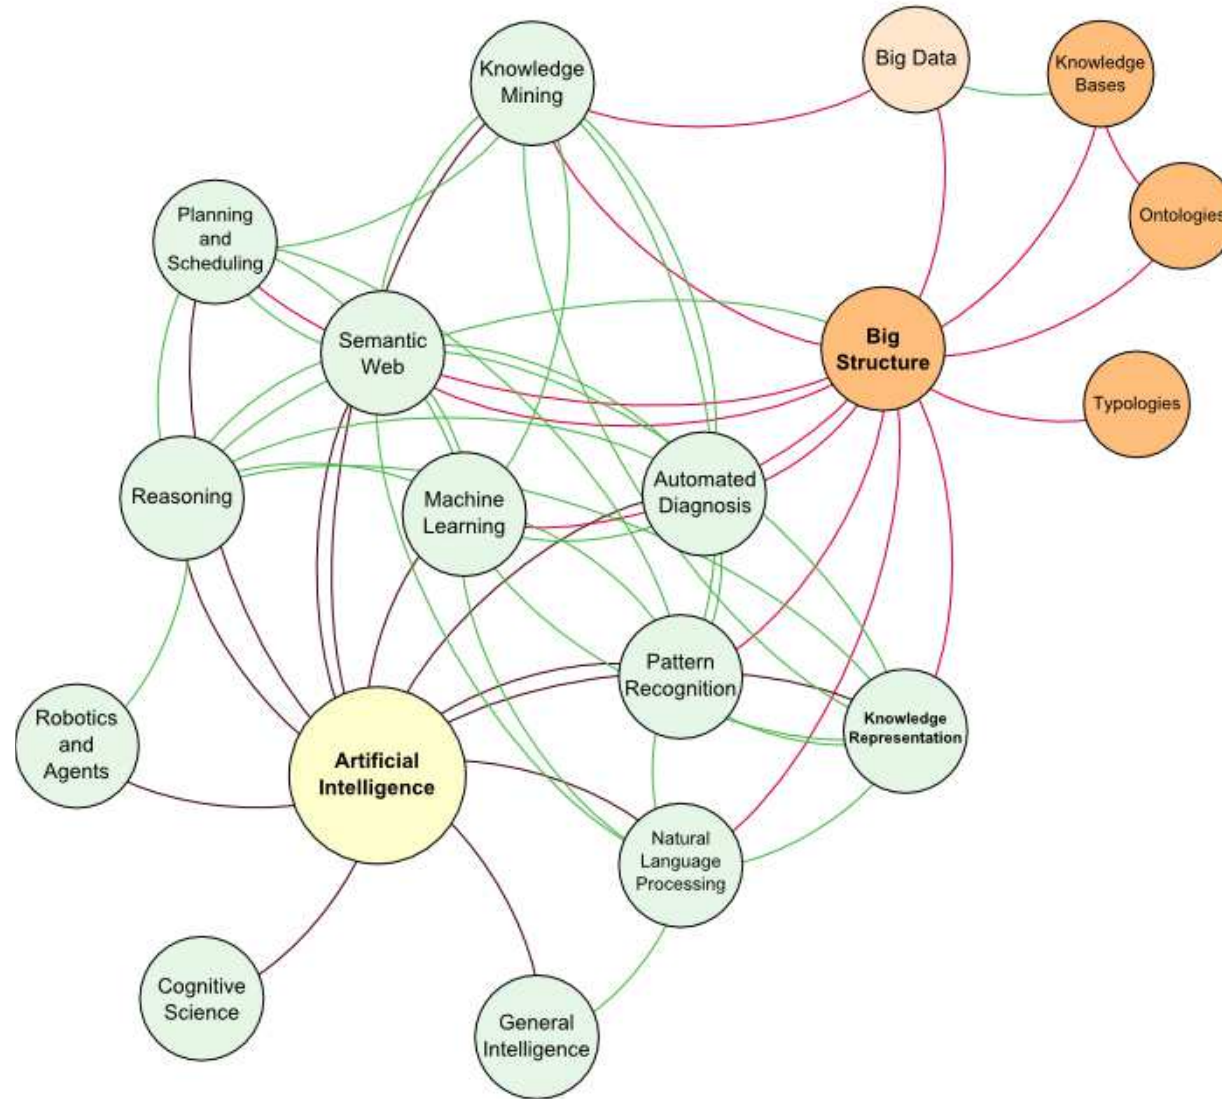 Knowledge
Mining
Big Data
Knowledge
Bases
Planning
and
Scheduling
Ontologies
Semantic
Web
Big
Structure
Typologies
Reasoning
Machine
Learning
Automated
Diagnosis
Pattern
Recognition
Knowledge
Representation
Robotics
and
Agents
Artificial
Intelligence
Natural
Language
Processing
Cognitive
Science
General
Intelligence